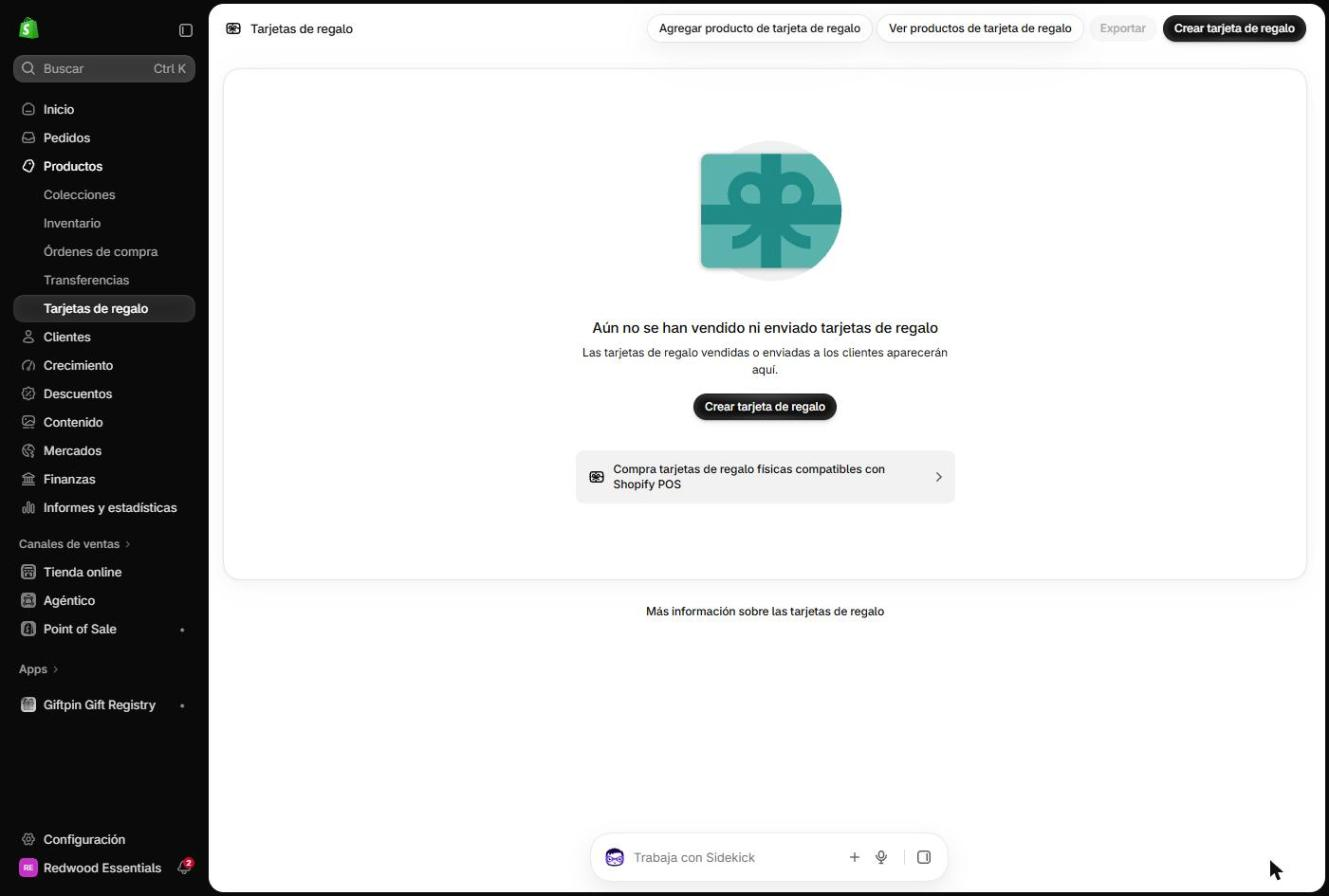 Buscar Ctrl K
Inicio
Pedidos
Productos
Colecciones
Inventario
Órdenes de compra
Transferencias
Tarjetas de regalo
Clientes
Crecimiento
Descuentos
Contenido
Mercados
Finanzas
Informes y estadísticas
Canales de ventas
Tienda online
Agéntico
Point of Sale
Apps
Giftpin Gift Registry
Configuración
RE Redwood Essentials 2
Tarjetas de regalo
Agregar producto de tarjeta de regalo
Ver productos de tarjeta de regalo
Exportar
Crear tarjeta de regalo
Aún no se han vendido ni enviado tarjetas de regalo
Las tarjetas de regalo vendidas o enviadas a los clientes aparecerán
aquí.
Crear tarjeta de regalo
Compra tarjetas de regalo físicas compatibles con
Shopify POS
Más información sobre las tarjetas de regalo
Trabaja con Sidekick